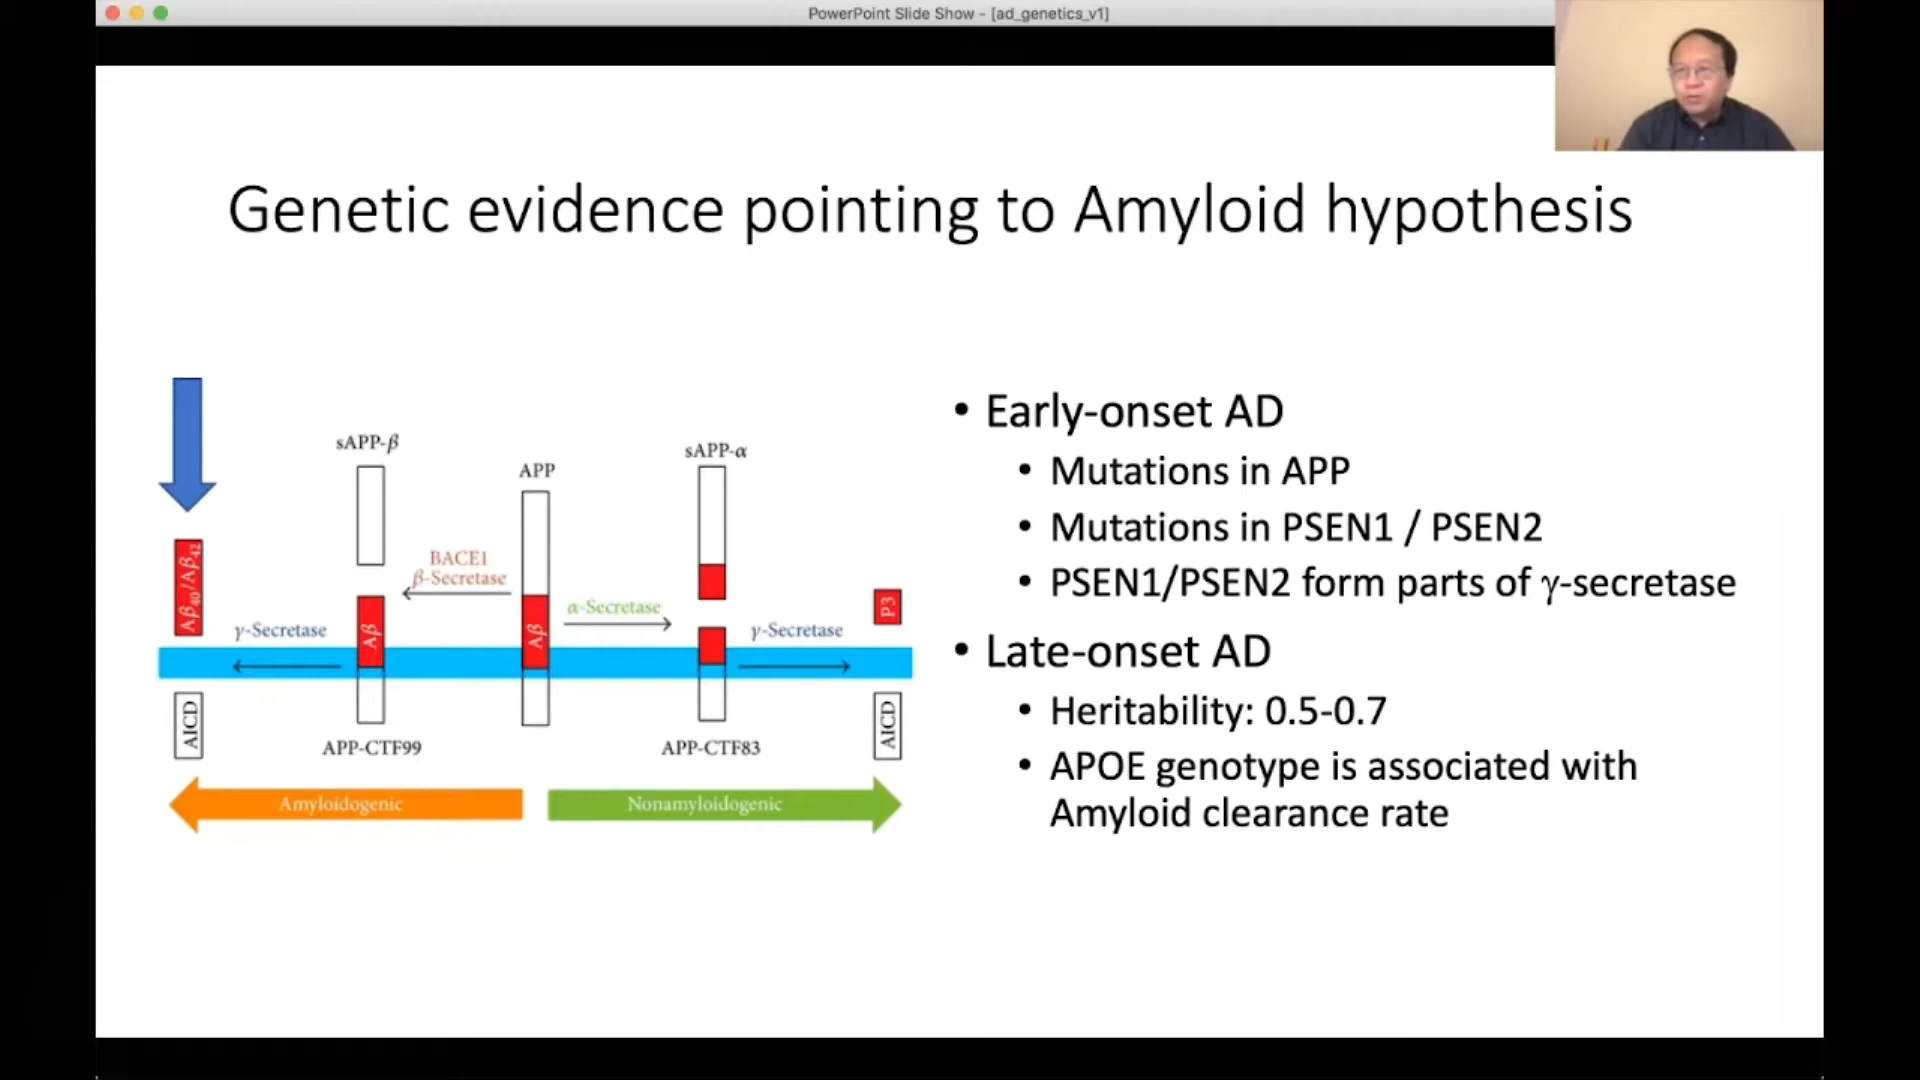 PowerPoint Slide Show - [ad_genetics_v1]
Genetic evidence pointing to Amyloid hypothesis
sAPP-β
APP
sAPP-α
BACE1
β-Secretase
α-Secretase
Aβ40/Aβ42
γ-Secretase
Aβ
Aβ
γ-Secretase
P3
AICD
APP-CTF99
APP-CTF83
AICD
Amyloidogenic
Nonamyloidogenic
• Early-onset AD
• Mutations in APP
• Mutations in PSEN1 / PSEN2
• PSEN1/PSEN2 form parts of γ-secretase
• Late-onset AD
• Heritability: 0.5-0.7
• APOE genotype is associated with
Amyloid clearance rate